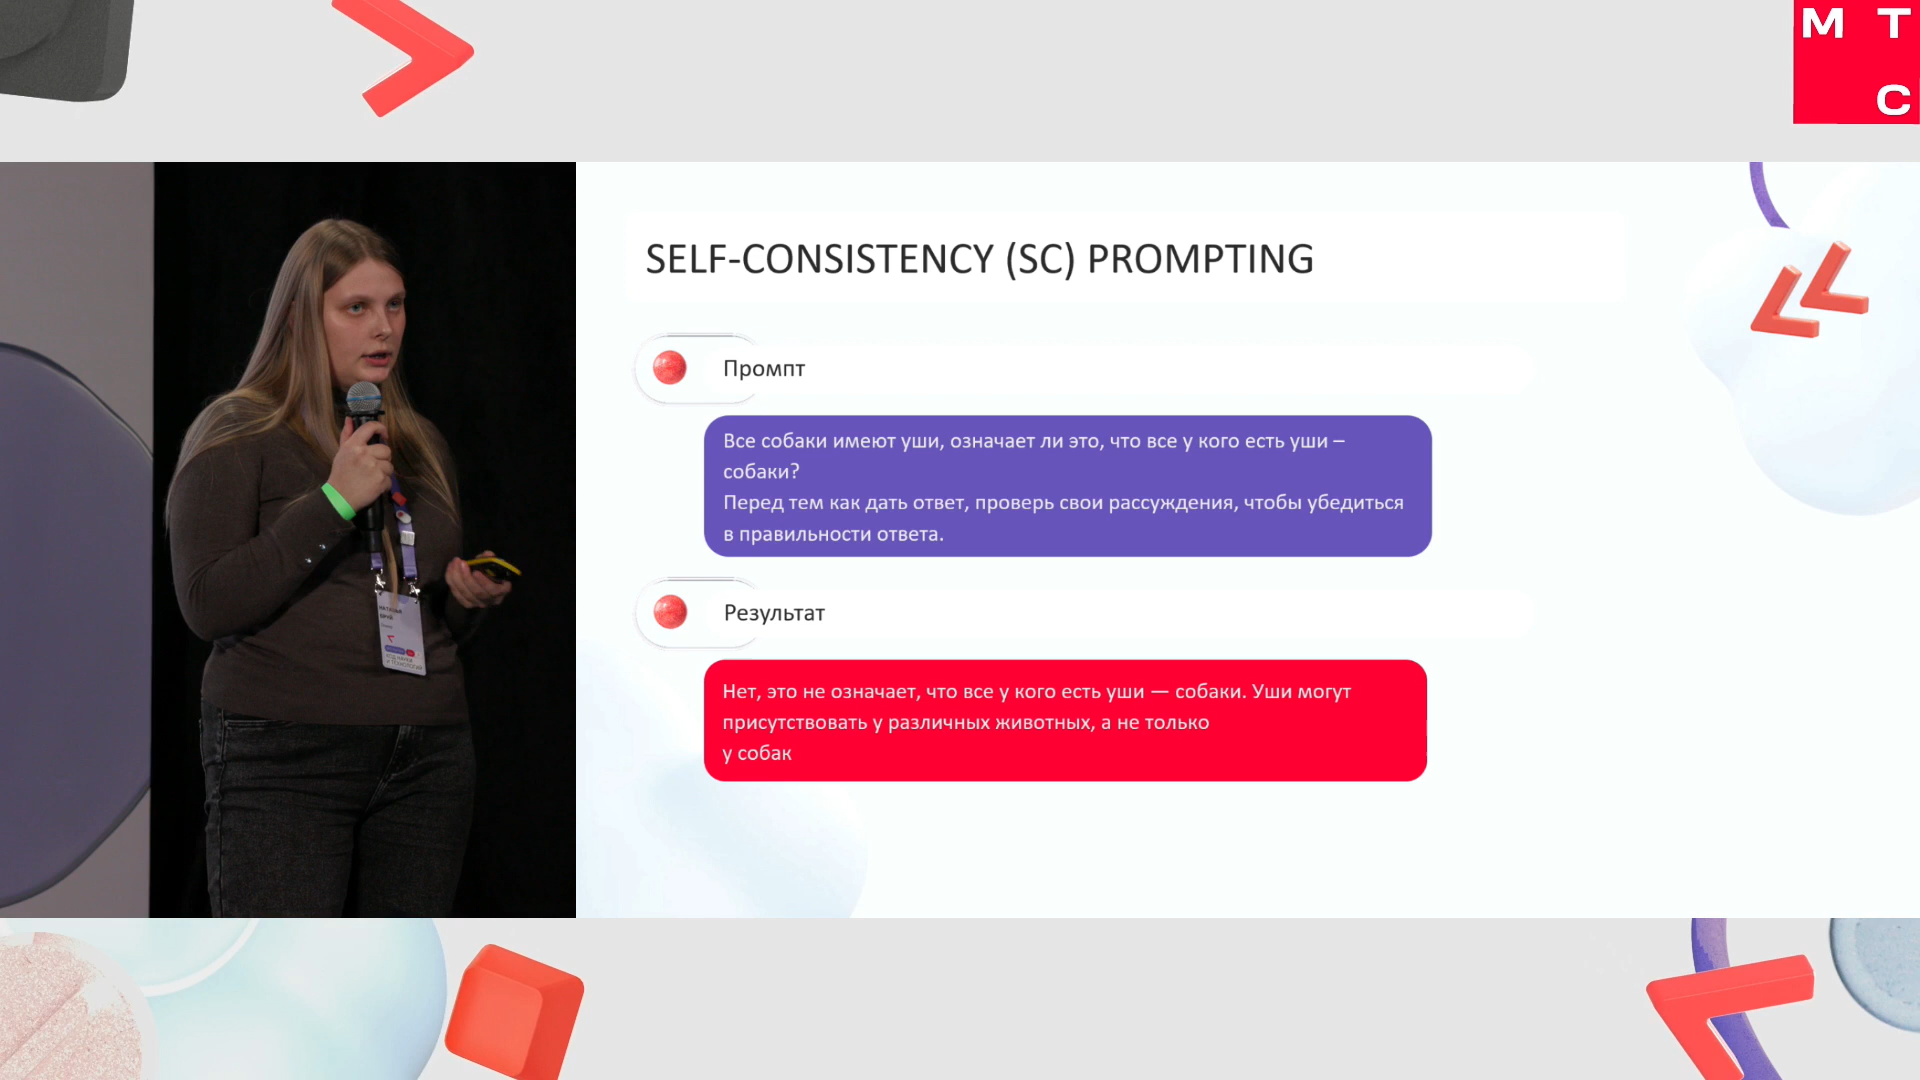 М Т
С
SELF-CONSISTENCY (SC) PROMPTING
Промпт
Все собаки имеют уши, означает ли это, что все у кого есть уши –
собаки?
Перед тем как дать ответ, проверь свои рассуждения, чтобы убедиться
в правильности ответа.
Результат
Нет, это не означает, что все у кого есть уши — собаки. Уши могут
присутствовать у различных животных, а не только
у собак